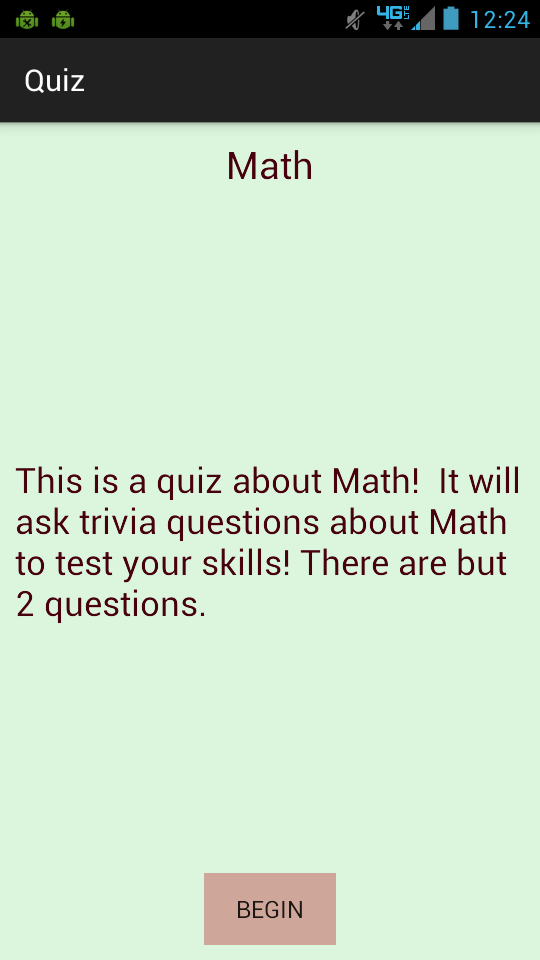 4G LTE 12:24
Quiz
Math
This is a quiz about Math!  It will
ask trivia questions about Math
to test your skills! There are but
2 questions.
BEGIN